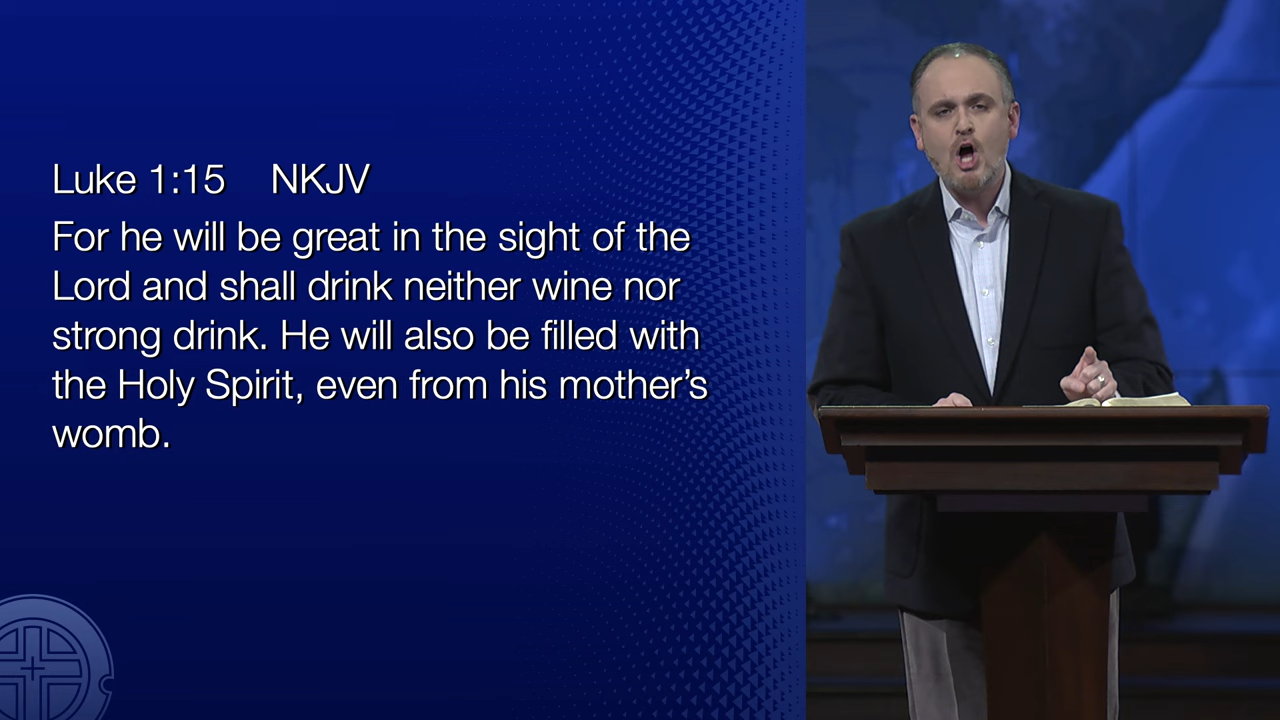 Luke 1:15 NKJV
For he will be great in the sight of the
Lord and shall drink neither wine nor
strong drink. He will also be filled with
the Holy Spirit, even from his mother’s
womb.